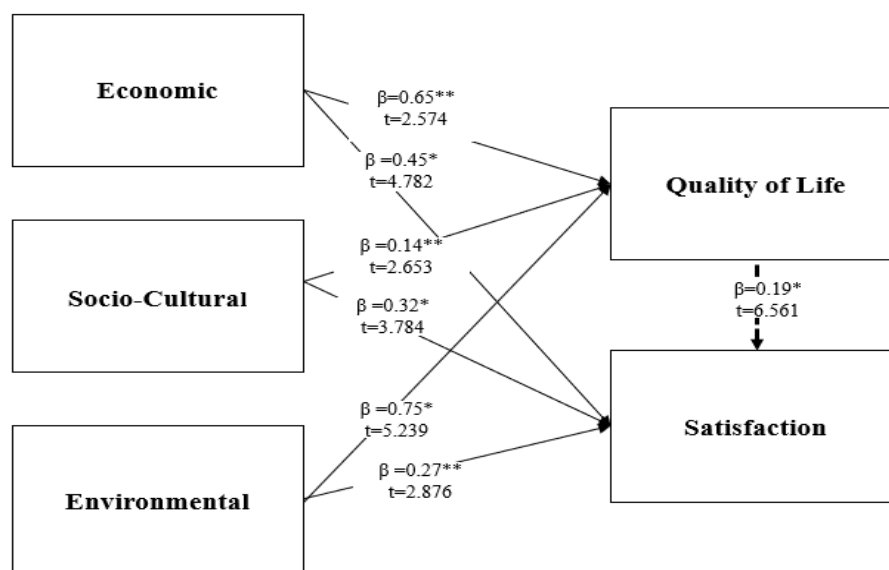 Economic
β=0.65**
t=2.574
β =0.45*
t=4.782
Quality of Life
Socio-Cultural
β =0.14**
t=2.653
β =0.32*
t=3.784
β=0.19*
t=6.561
Environmental
β =0.75*
t=5.239
β =0.27**
t=2.876
Satisfaction